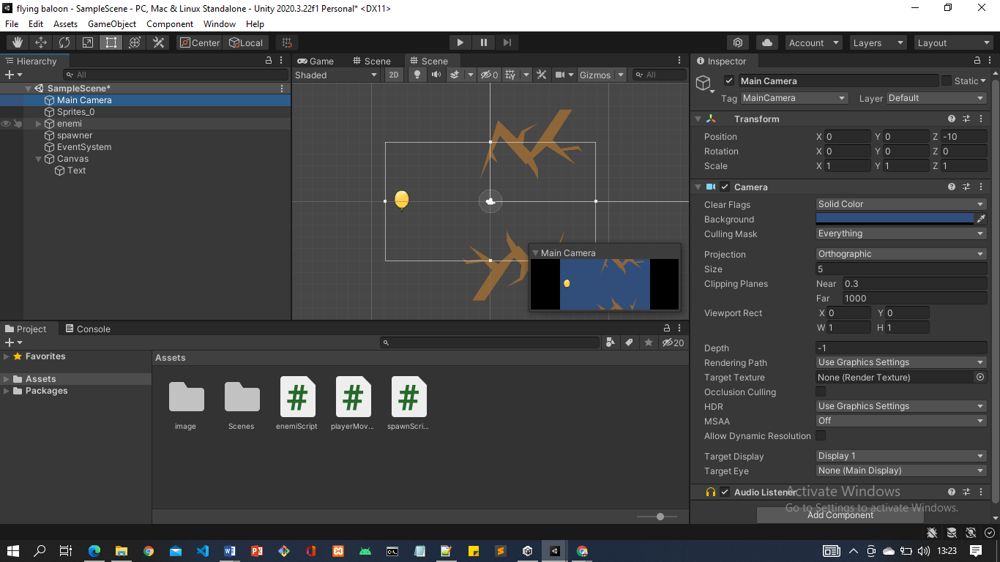 flying baloon - SampleScene - PC, Mac & Linux Standalone - Unity 2020.3.22f1 Personal* <DX11>
File Edit Assets GameObject Component Window Help
Center Local Account Layers Layout
Hierarchy
All
SampleScene*
Main Camera
Sprites_0
enemi
spawner
EventSystem
Canvas
Text
Game Scene Scene
Shaded 2D 0 Gizmos All
Main Camera
Inspector
Main Camera Static
Tag MainCamera Layer Default
Transform
Position X 0 Y 0 Z -10
Rotation X 0 Y 0 Z 0
Scale X 1 Y 1 Z 1
Camera
Clear Flags Solid Color
Background
Culling Mask Everything
Projection Orthographic
Size 5
Clipping Planes Near 0.3
Far 1000
Viewport Rect X 0 Y 0
W 1 H 1
Depth -1
Rendering Path Use Graphics Settings
Target Texture None (Render Texture)
Occlusion Culling
HDR Use Graphics Settings
MSAA Off
Allow Dynamic Resolution
Target Display Display 1
Target Eye None (Main Display)
Audio Listener
Add Component
Activate Windows
Go to Settings to activate Windows.
Project Console
20
Favorites
Assets
Packages
Assets
image
Scenes
enemiScript
playerMov...
spawnScri...
13:23